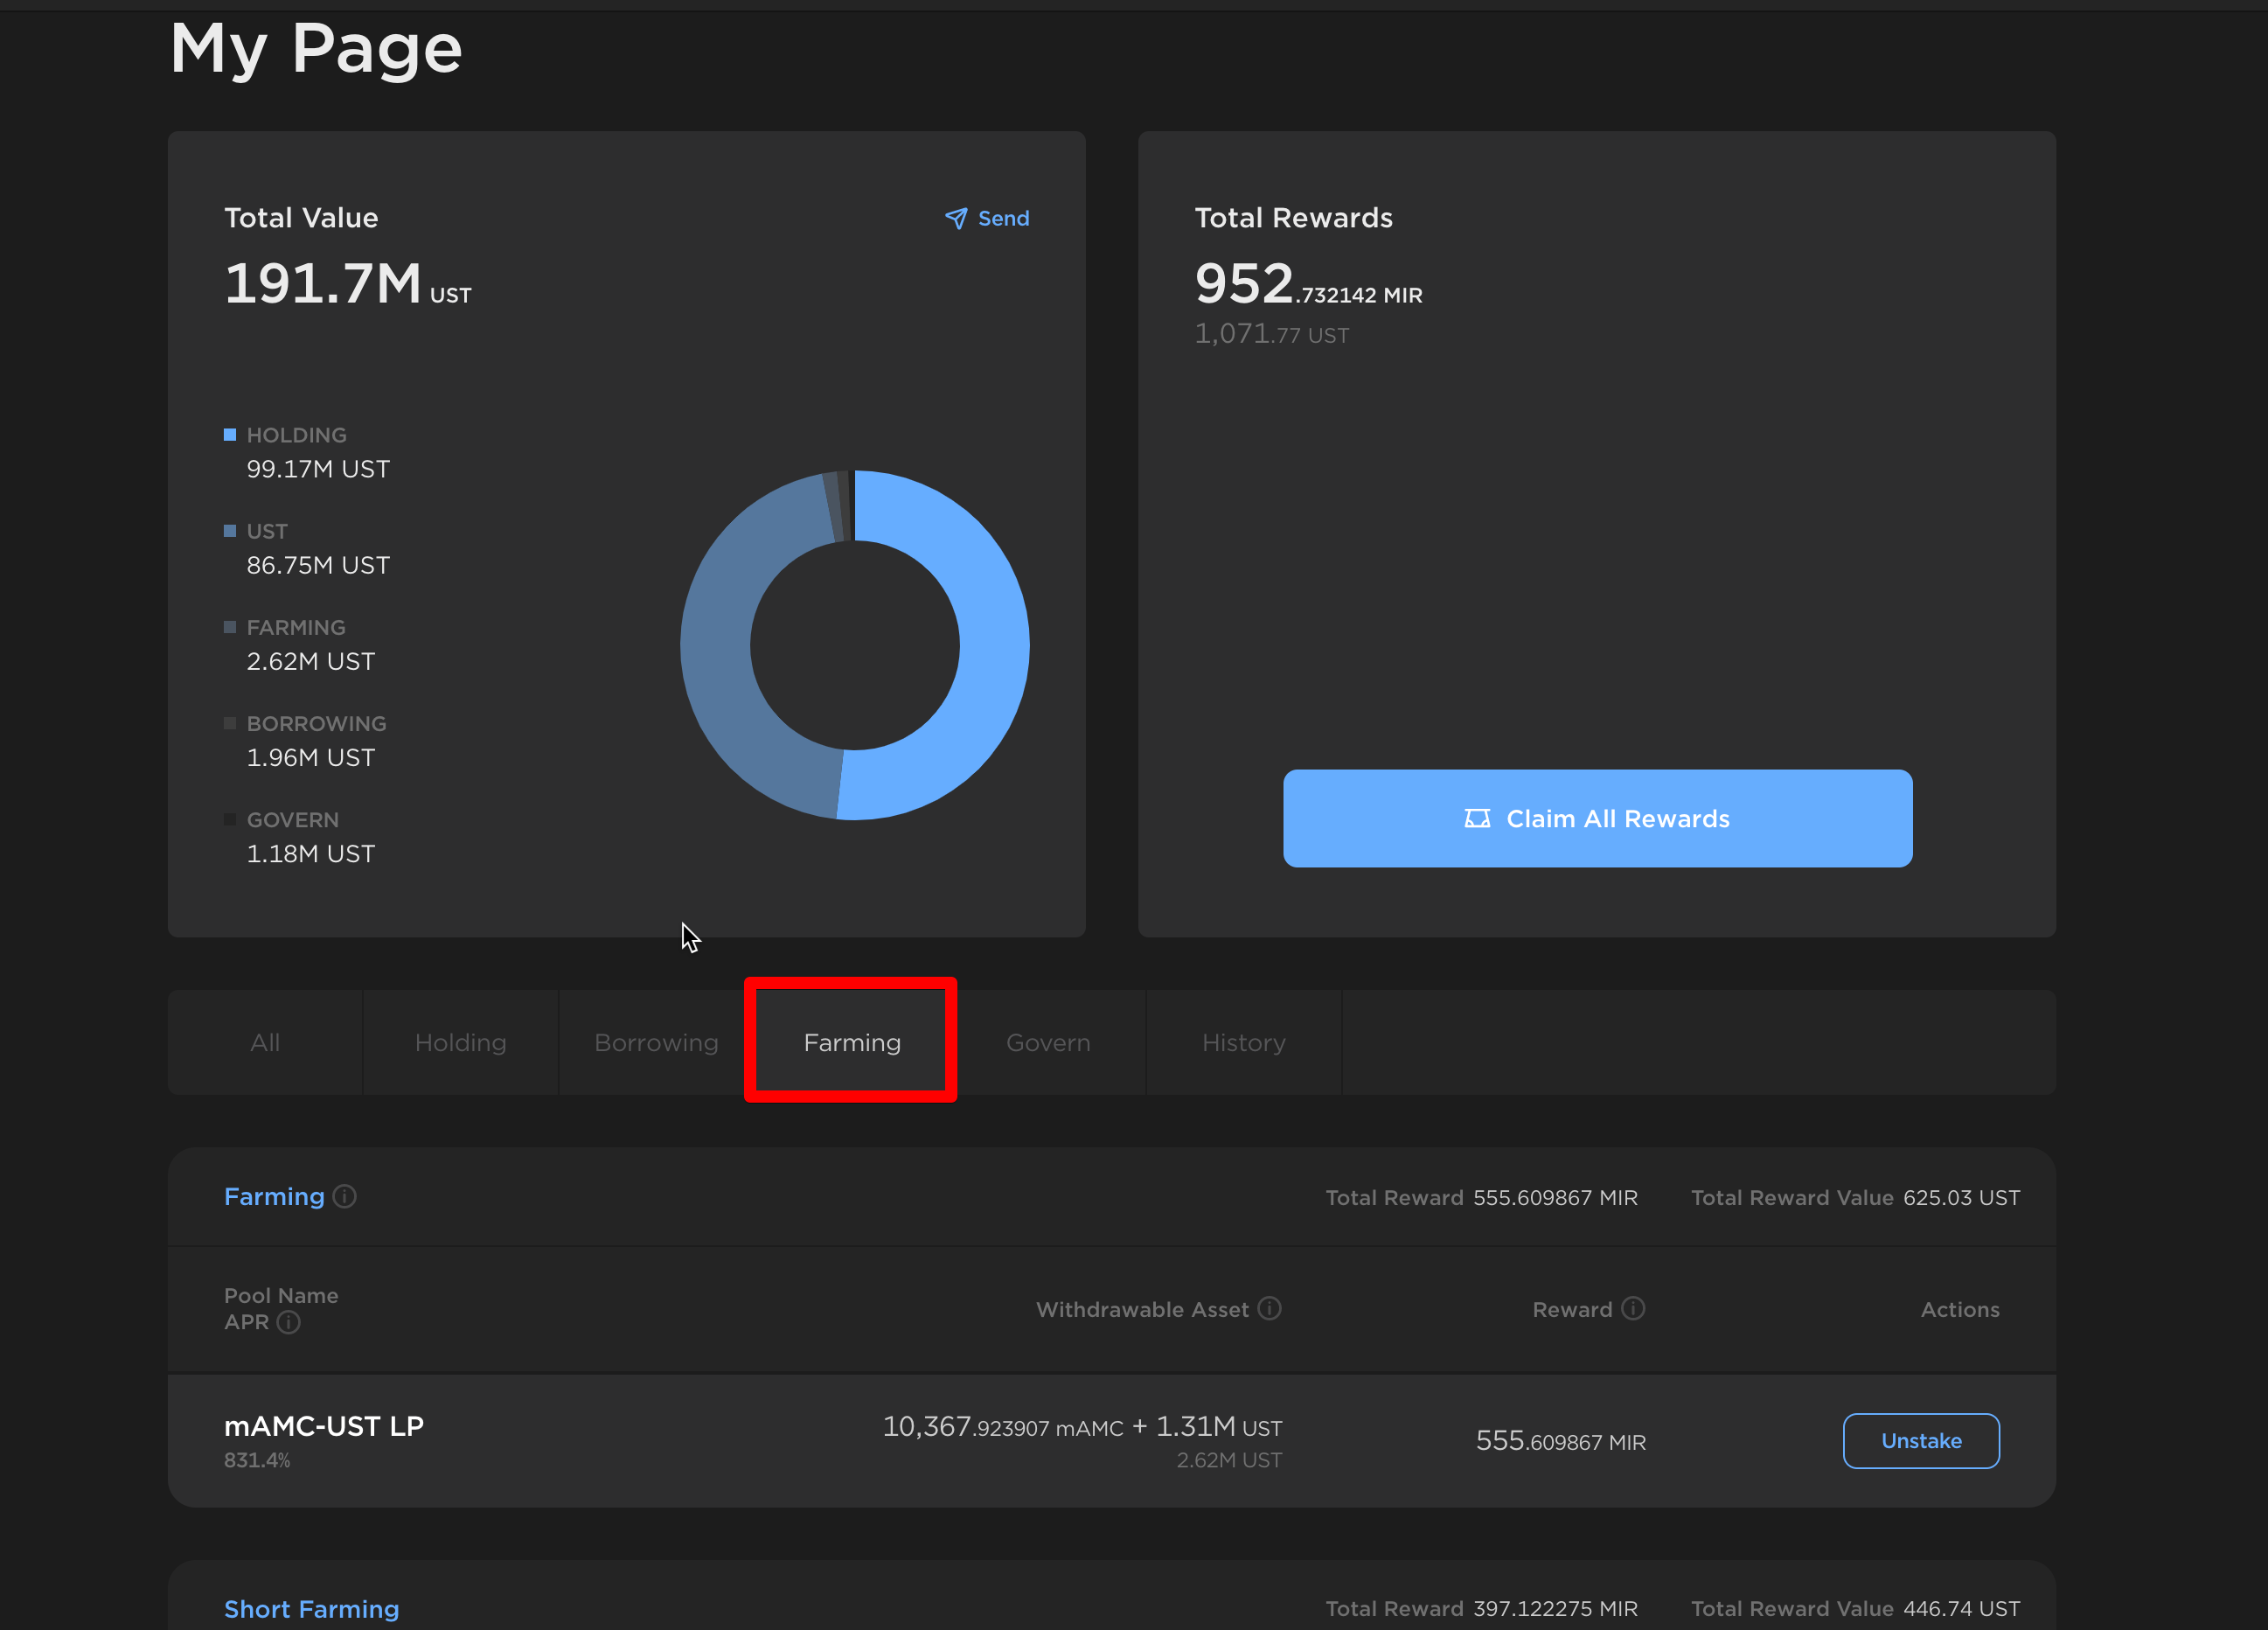 My Page
Total Value
Send
191.7M UST
HOLDING
99.17M UST
UST
86.75M UST
FARMING
2.62M UST
BORROWING
1.96M UST
GOVERN
1.18M UST
Total Rewards
952.732142 MIR
1,071.77 UST
Claim All Rewards
All
Holding
Borrowing
Farming
Govern
History
Farming
Total Reward 555.609867 MIR
Total Reward Value 625.03 UST
Pool Name
APR
Withdrawable Asset
Reward
Actions
mAMC-UST LP
831.4%
10,367.923907 mAMC + 1.31M UST
2.62M UST
555.609867 MIR
Unstake
Short Farming
Total Reward 397.122275 MIR
Total Reward Value 446.74 UST